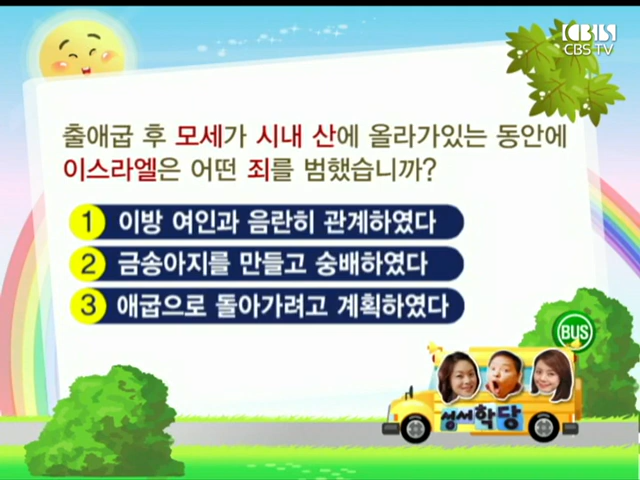 CBS
CBS TV
출애굽 후 모세가 시내 산에 올라가있는 동안에
이스라엘은 어떤 죄를 범했습니까?
1 이방 여인과 음란히 관계하였다
2 금송아지를 만들고 숭배하였다
3 애굽으로 돌아가려고 계획하였다
BUS
성서학당